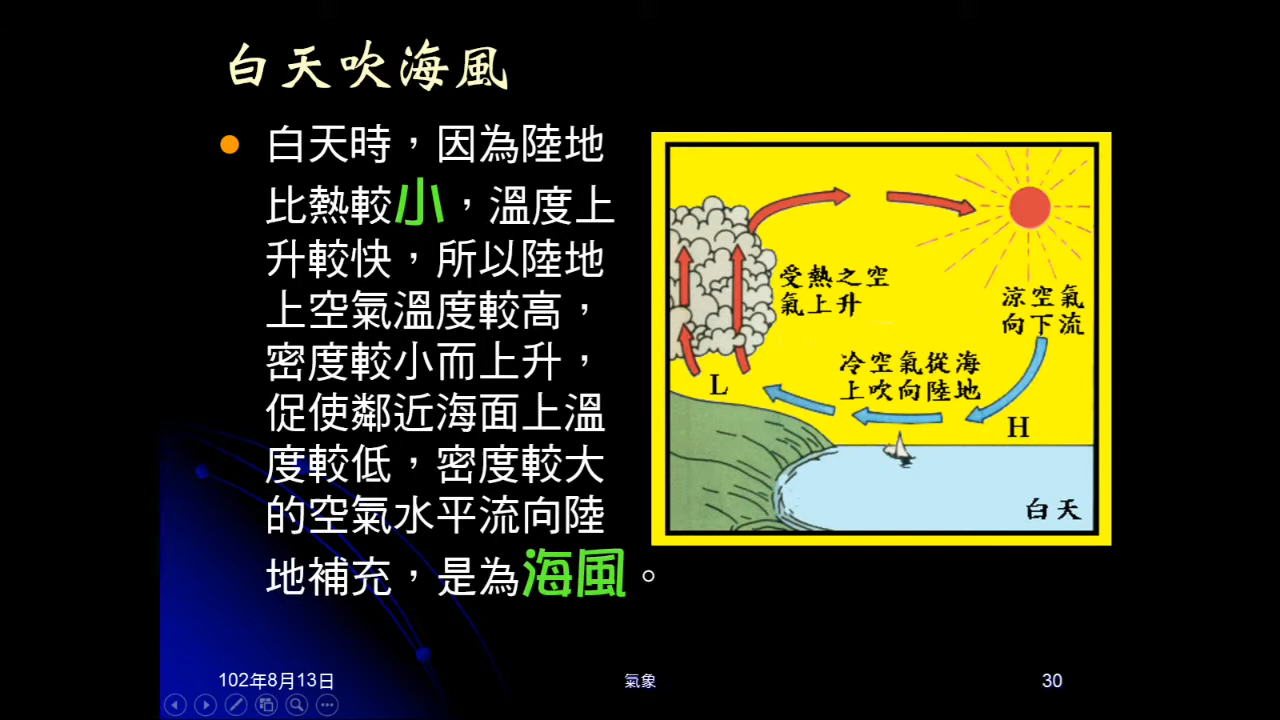 白天吹海風
白天時，因為陸地
比熱較小，溫度上
升較快，所以陸地
上空氣溫度較高，
密度較小而上升，
促使鄰近海面上溫
度較低，密度較大
的空氣水平流向陸
地補充，是為海風。
受熱之空
氣上升
涼空氣
向下流
冷空氣從海
上吹向陸地
L
H
白天
102年8月13日
氣象
30